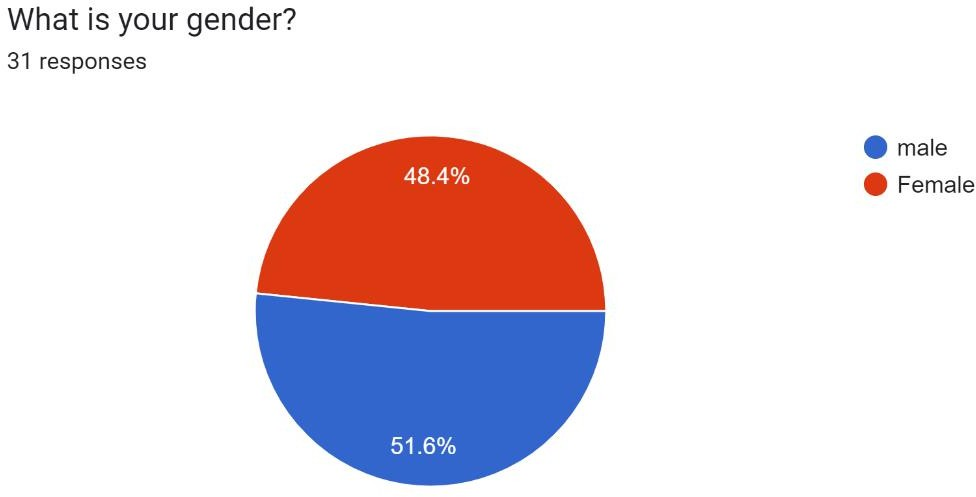 What is your gender?
31 responses
48.4%
male
Female
51.6%